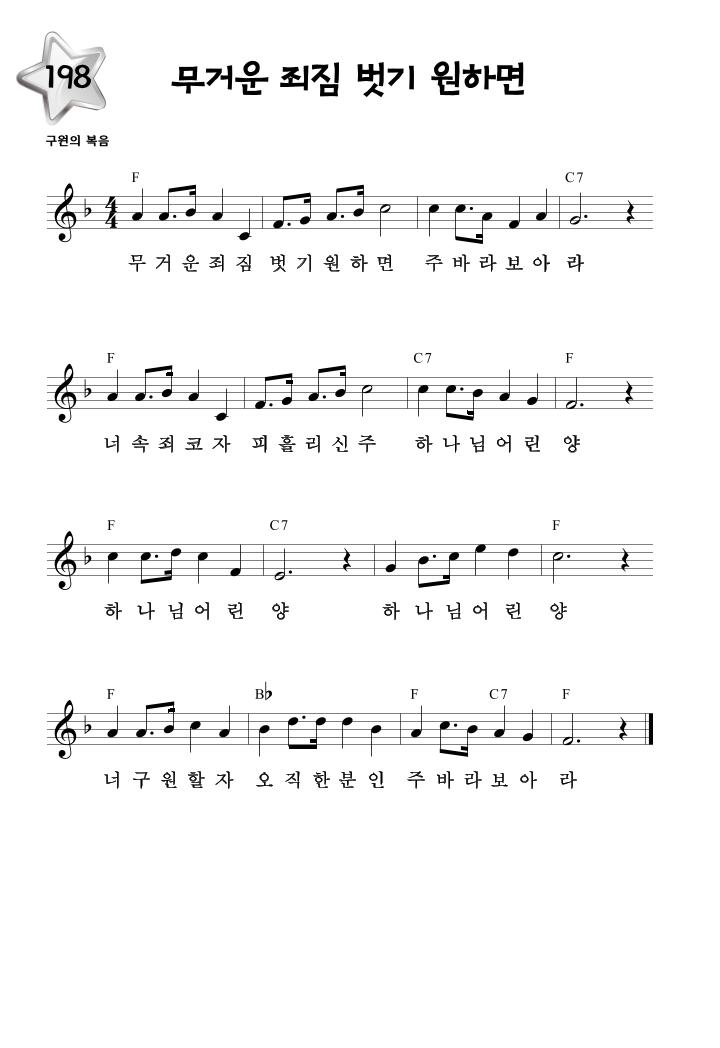 198
무거운 죄짐 벗기 원하면
구원의 복음
F C7
무 거 운 죄 짐 벗 기 원 하 면 주 바 라 보 아 라
F C7 F
너 속 죄 코 자 피 흘 리 신 주 하 나 님 어 린 양
F C7 F
하 나 님 어 린 양 하 나 님 어 린 양
F B♭ F C7 F
너 구 원 할 자 오 직 한 분 인 주 바 라 보 아 라